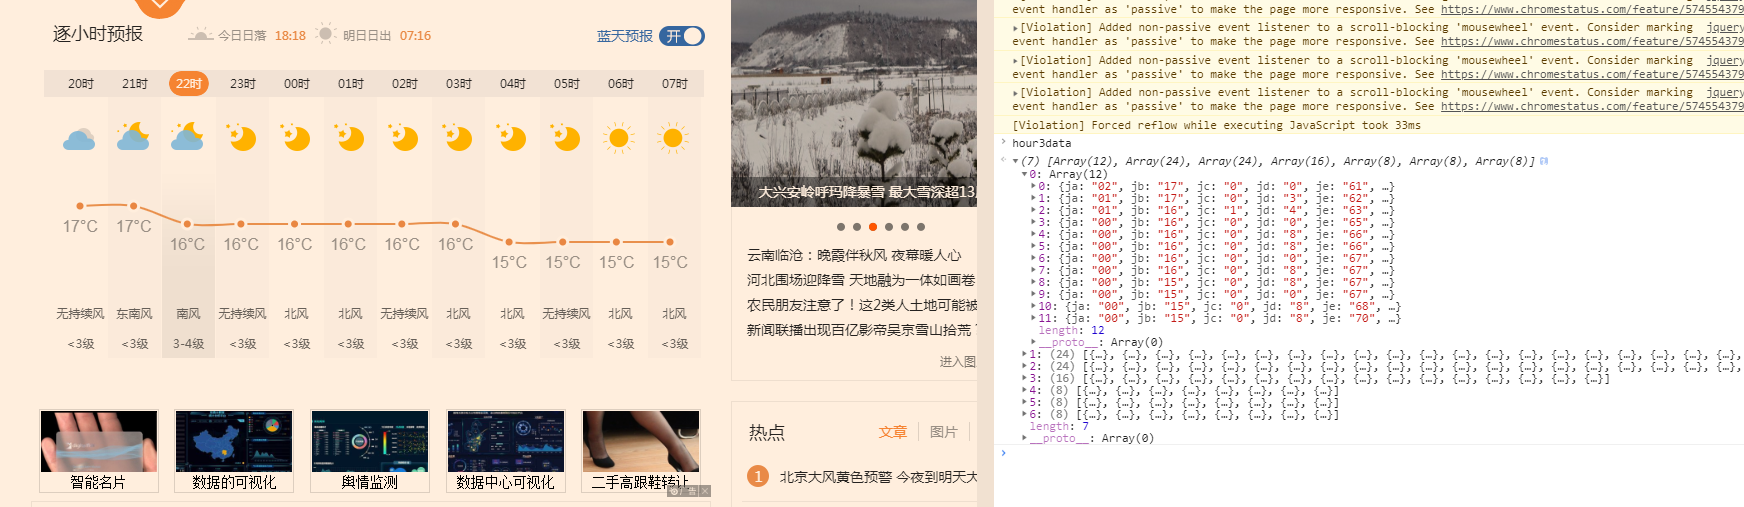 逐小时预报
今日日落 18:18 明日日出 07:16
蓝天预报 开
20时 21时 22时 23时 00时 01时 02时 03时 04时 05时 06时 07时
17°C 17°C 16°C 16°C 16°C 16°C 16°C 16°C 15°C 15°C 15°C 15°C
无持续风 东南风 南风 无持续风 北风 北风 无持续风 北风 北风 无持续风 北风 北风
<3级 <3级 3-4级 <3级 <3级 <3级 <3级 <3级 <3级 <3级 <3级 <3级
智能名片 数据的可视化 舆情监测 数据中心可视化 二手高跟鞋转让
广告
大兴安岭呼玛降暴雪 最大雪深超13
云南临沧：晚霞伴秋风 夜幕暖人心
河北围场迎降雪 天地融为一体如画卷
农民朋友注意了！这2类人土地可能被
新闻联播出现百亿影帝吴京雪山拾荒
进入图
热点 文章 图片
1 北京大风黄色预警 今夜到明天大
event handler as 'passive' to make the page more responsive. See https://www.chromestatus.com/feature/574554379
[Violation] Added non-passive event listener to a scroll-blocking 'mousewheel' event. Consider marking jquery
event handler as 'passive' to make the page more responsive. See https://www.chromestatus.com/feature/574554379
[Violation] Added non-passive event listener to a scroll-blocking 'mousewheel' event. Consider marking jquery
event handler as 'passive' to make the page more responsive. See https://www.chromestatus.com/feature/574554379
[Violation] Added non-passive event listener to a scroll-blocking 'mousewheel' event. Consider marking jquery
event handler as 'passive' to make the page more responsive. See https://www.chromestatus.com/feature/574554379
[Violation] Forced reflow while executing JavaScript took 33ms
hour3data
(7) [Array(12), Array(24), Array(24), Array(16), Array(8), Array(8), Array(8)]
0: Array(12)
0: {ja: "02", jb: "17", jc: "0", jd: "0", je: "61", …}
1: {ja: "01", jb: "17", jc: "0", jd: "3", je: "62", …}
2: {ja: "01", jb: "16", jc: "1", jd: "4", je: "63", …}
3: {ja: "00", jb: "16", jc: "0", jd: "0", je: "65", …}
4: {ja: "00", jb: "16", jc: "0", jd: "8", je: "66", …}
5: {ja: "00", jb: "16", jc: "0", jd: "8", je: "66", …}
6: {ja: "00", jb: "16", jc: "0", jd: "0", je: "67", …}
7: {ja: "00", jb: "16", jc: "0", jd: "8", je: "67", …}
8: {ja: "00", jb: "15", jc: "0", jd: "8", je: "67", …}
9: {ja: "00", jb: "15", jc: "0", jd: "0", je: "67", …}
10: {ja: "00", jb: "15", jc: "0", jd: "8", je: "68", …}
11: {ja: "00", jb: "15", jc: "0", jd: "8", je: "70", …}
length: 12
__proto__: Array(0)
1: (24) [{…}, {…}, {…}, {…}, {…}, {…}, {…}, {…}, {…}, {…}, {…}, {…}, {…}, {…}, {…}, {…}, {…}, {…}, {…}, {…},
2: (24) [{…}, {…}, {…}, {…}, {…}, {…}, {…}, {…}, {…}, {…}, {…}, {…}, {…}, {…}, {…}, {…}, {…}, {…}, {…}, {…},
3: (16) [{…}, {…}, {…}, {…}, {…}, {…}, {…}, {…}, {…}, {…}, {…}, {…}, {…}, {…}, {…}, {…}]
4: (8) [{…}, {…}, {…}, {…}, {…}, {…}, {…}, {…}]
5: (8) [{…}, {…}, {…}, {…}, {…}, {…}, {…}, {…}]
6: (8) [{…}, {…}, {…}, {…}, {…}, {…}, {…}, {…}]
length: 7
__proto__: Array(0)